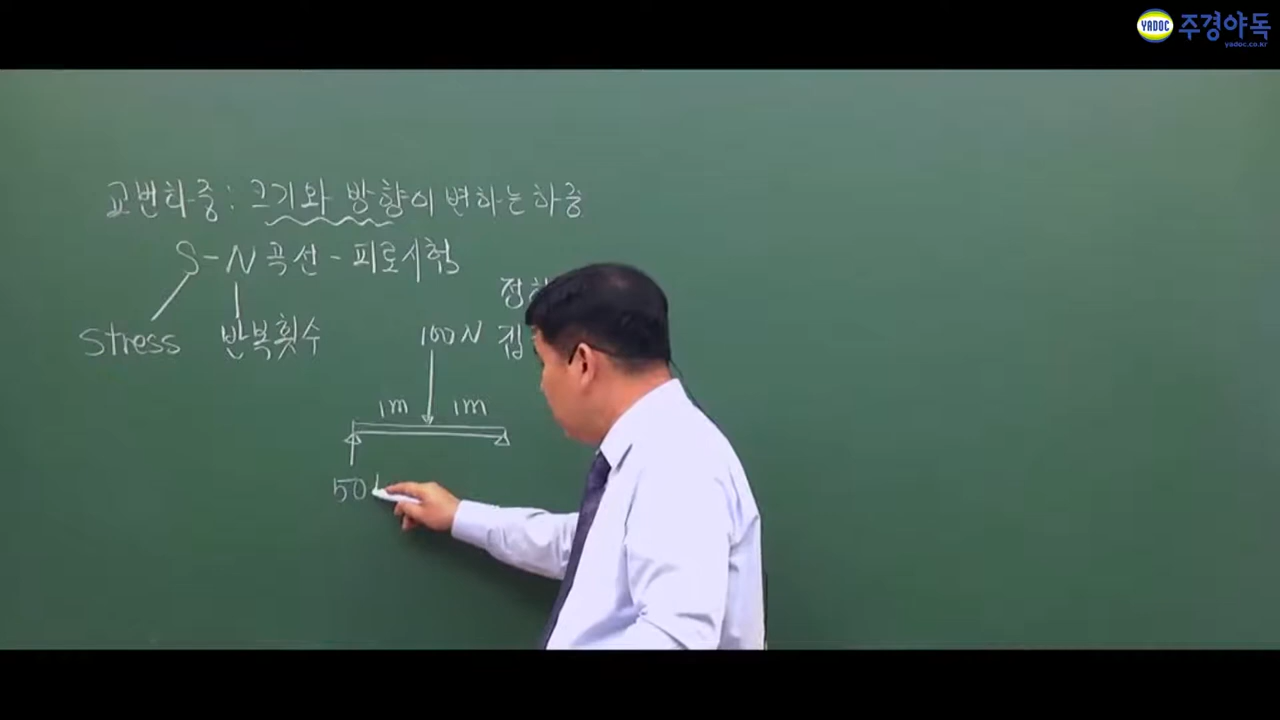 YADOC 주경야독
yadoc.co.kr
교번하중 : 크기와 방향이 변하는 하중
S-N 곡선 - 피로시험
stress 반복횟수
정하
집
100N
1m 1m
50